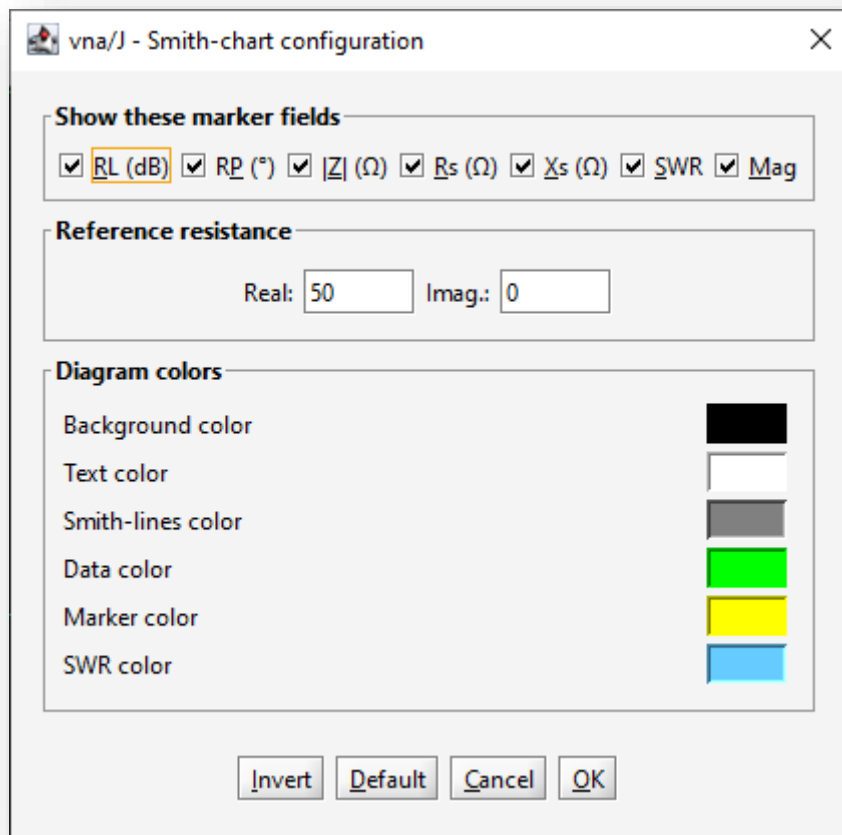 vna/J - Smith-chart configuration
Show these marker fields
RL (dB) RP (°) |Z| (Ω) Rs (Ω) Xs (Ω) SWR Mag
Reference resistance
Real: 50 Imag.: 0
Diagram colors
Background color
Text color
Smith-lines color
Data color
Marker color
SWR color
Invert Default Cancel OK